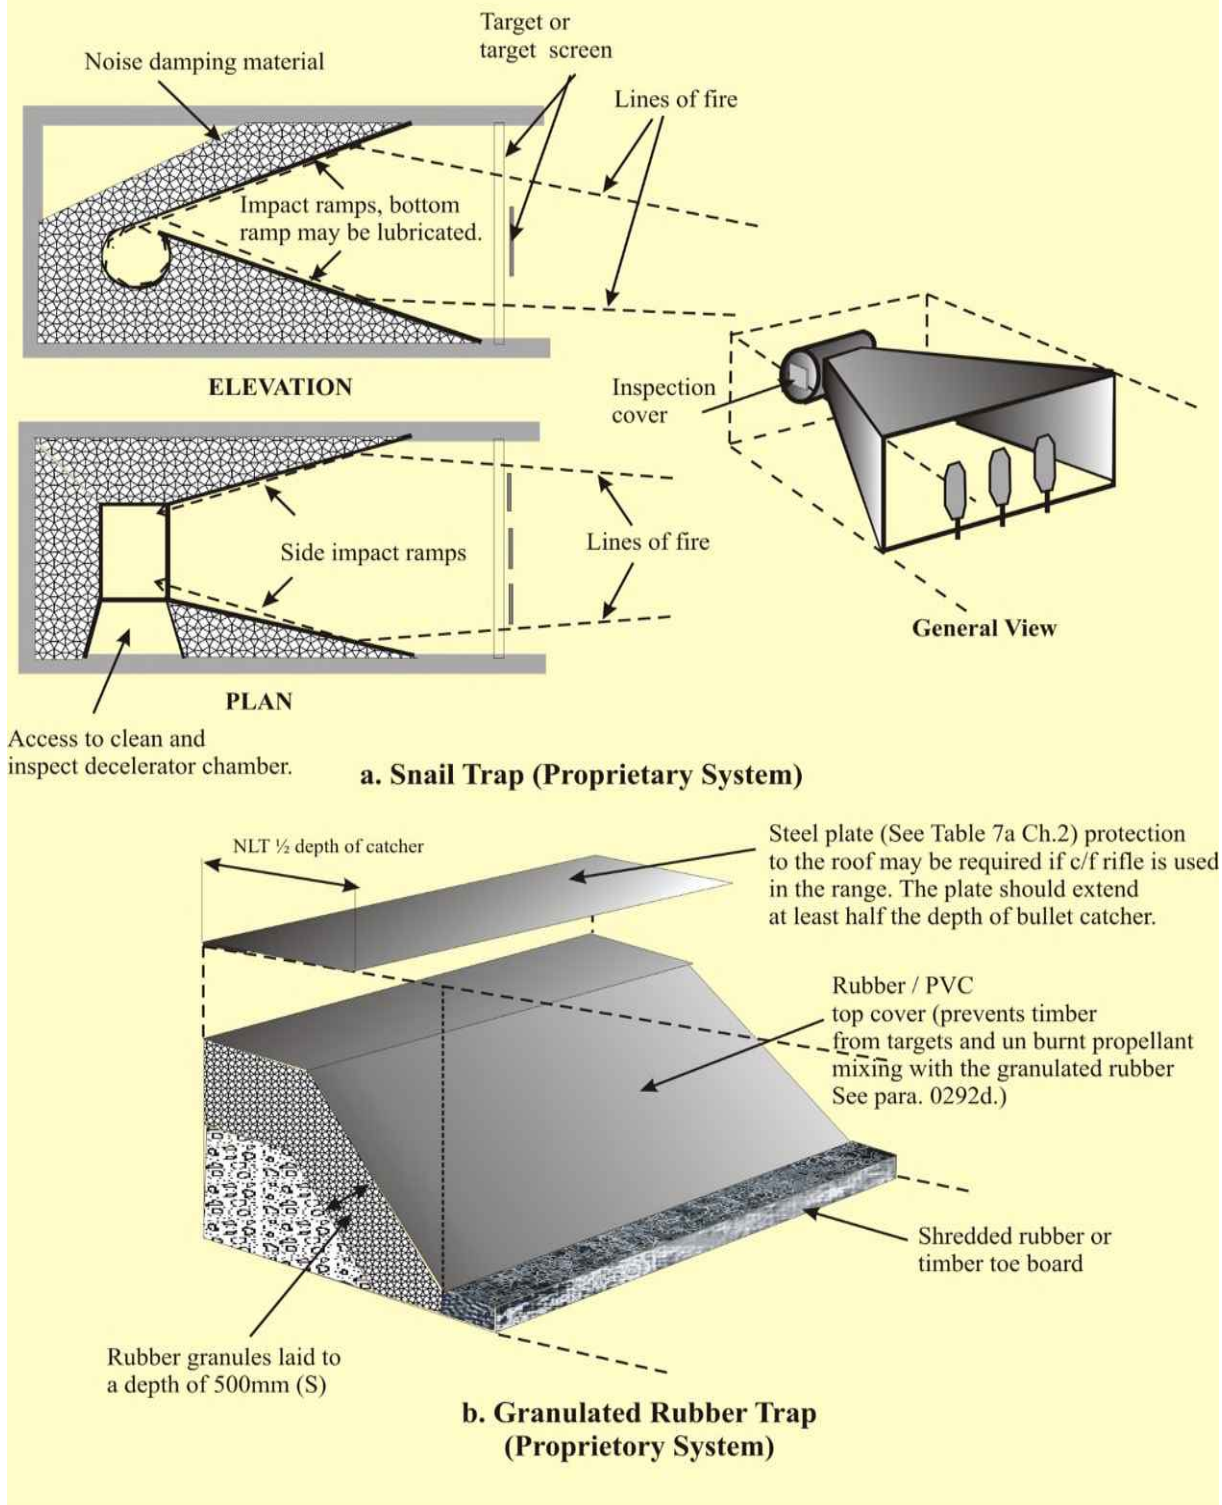 Target or
target screen
Noise damping material
Lines of fire
Impact ramps, bottom
ramp may be lubricated.
ELEVATION
Inspection
cover
Side impact ramps
Lines of fire
General View
PLAN
Access to clean and
inspect decelerator chamber.
a. Snail Trap (Proprietary System)
NLT ½ depth of catcher
Steel plate (See Table 7a Ch.2) protection
to the roof may be required if c/f rifle is used
in the range. The plate should extend
at least half the depth of bullet catcher.
Rubber / PVC
top cover (prevents timber
from targets and un burnt propellant
mixing with the granulated rubber
See para. 0292d.)
Shredded rubber or
timber toe board
Rubber granules laid to
a depth of 500mm (S)
b. Granulated Rubber Trap
(Proprietory System)